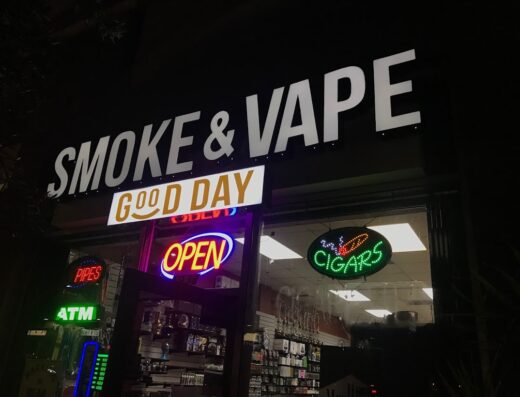 SMOKE & VAPE
GOOD DAY
OPEN
CIGARS
PIPES
ATM